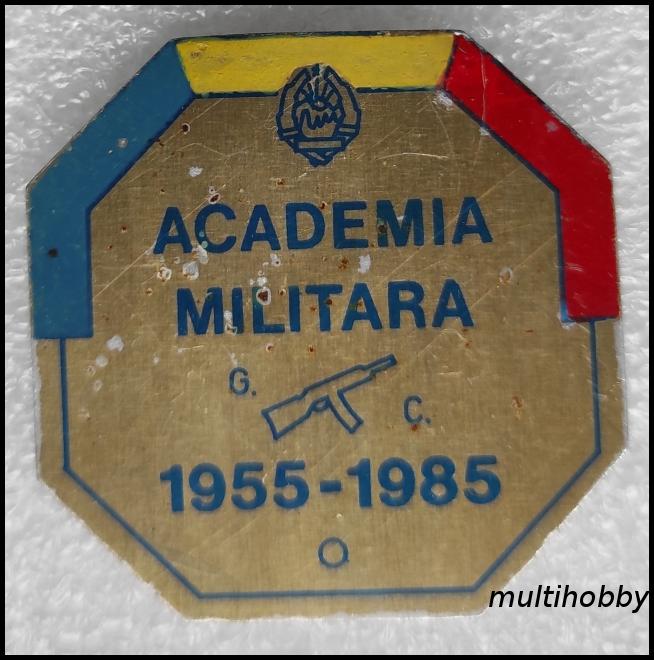 ACADEMIA
MILITARA
G.
C.
1955-1985
multihobby